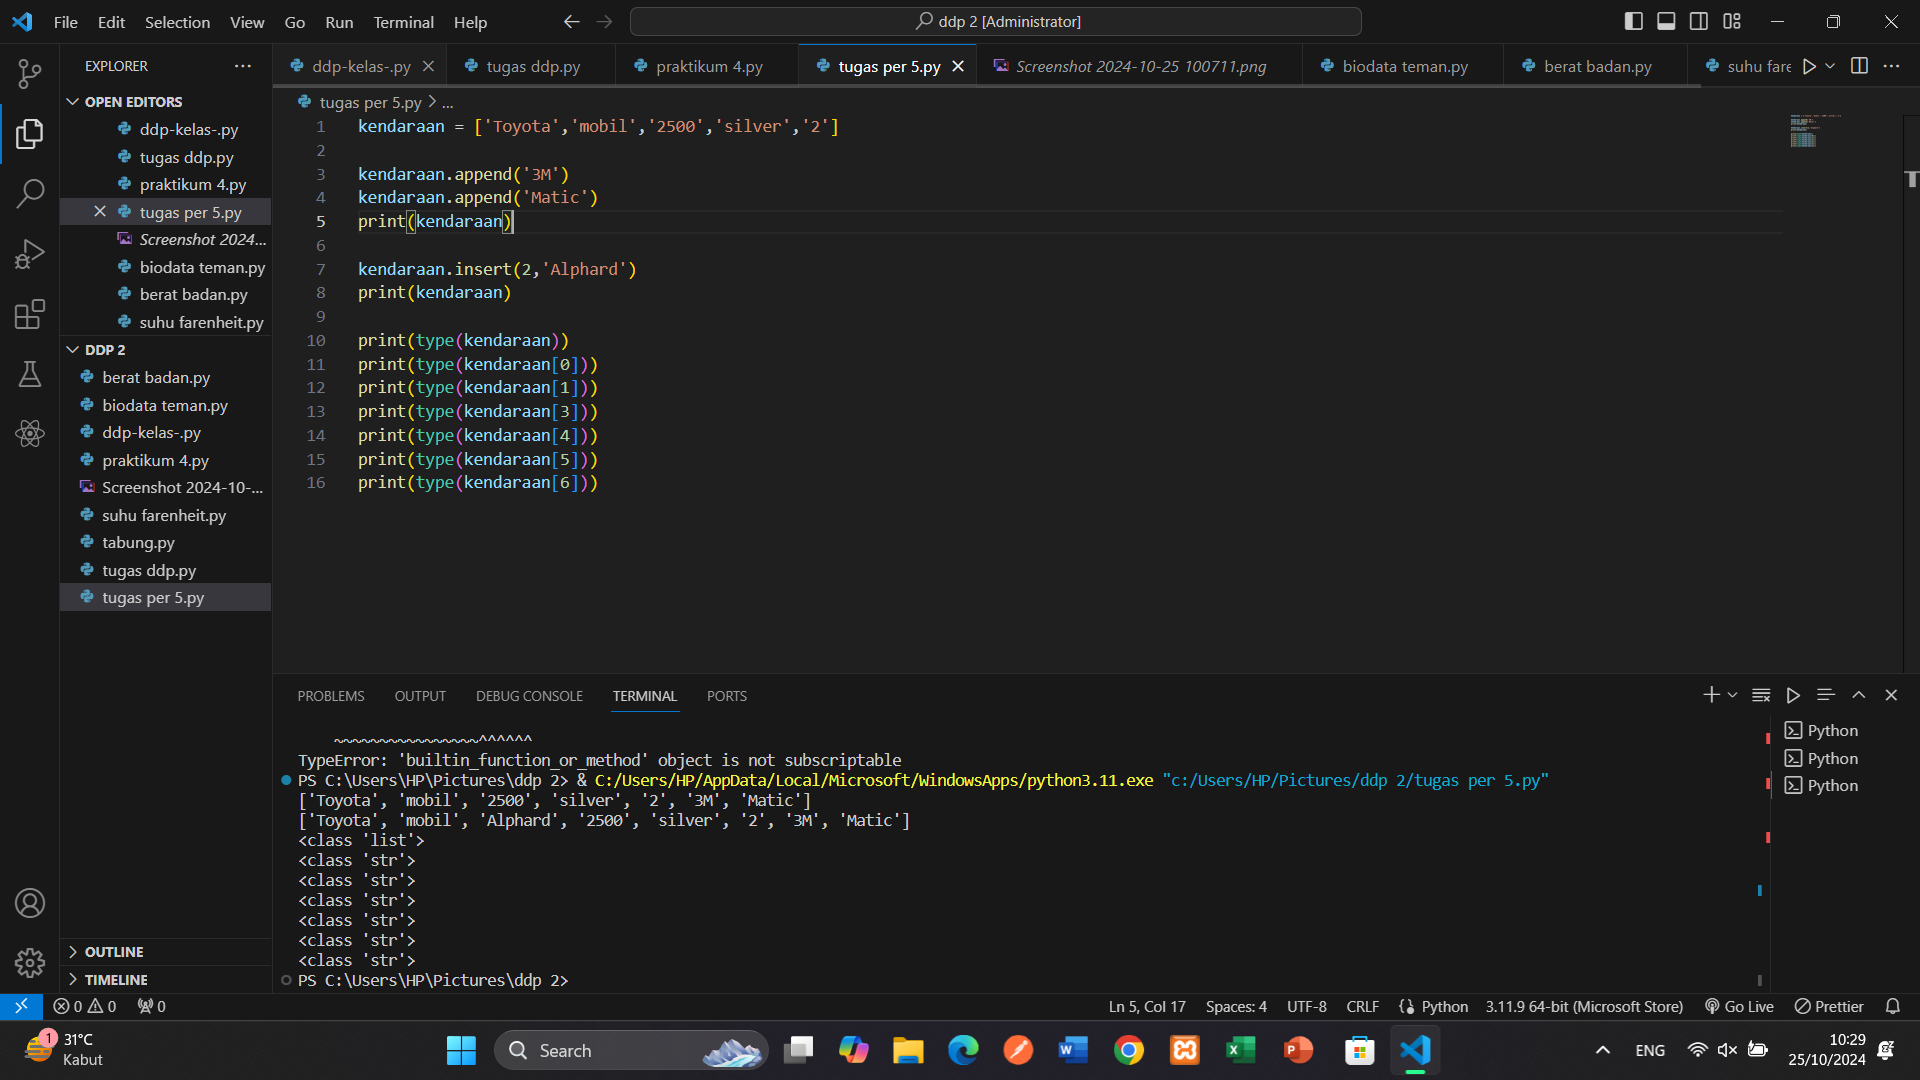 File Edit Selection View Go Run Terminal Help
ddp 2 [Administrator]
EXPLORER
OPEN EDITORS
ddp-kelas-.py
tugas ddp.py
praktikum 4.py
tugas per 5.py
Screenshot 2024...
biodata teman.py
berat badan.py
suhu farenheit.py
DDP 2
berat badan.py
biodata teman.py
ddp-kelas-.py
praktikum 4.py
Screenshot 2024-10-...
suhu farenheit.py
tabung.py
tugas ddp.py
tugas per 5.py
OUTLINE
TIMELINE
ddp-kelas-.py tugas ddp.py praktikum 4.py tugas per 5.py Screenshot 2024-10-25 100711.png biodata teman.py berat badan.py suhu fare
tugas per 5.py > ...
1 kendaraan = ['Toyota','mobil','2500','silver','2']
2
3 kendaraan.append('3M')
4 kendaraan.append('Matic')
5 print(kendaraan)
6
7 kendaraan.insert(2,'Alphard')
8 print(kendaraan)
9
10 print(type(kendaraan))
11 print(type(kendaraan[0]))
12 print(type(kendaraan[1]))
13 print(type(kendaraan[3]))
14 print(type(kendaraan[4]))
15 print(type(kendaraan[5]))
16 print(type(kendaraan[6]))
PROBLEMS OUTPUT DEBUG CONSOLE TERMINAL PORTS
~~~~~~~~~~~~~~~~^^^^^^
TypeError: 'builtin_function_or_method' object is not subscriptable
PS C:\Users\HP\Pictures\ddp 2> & C:/Users/HP/AppData/Local/Microsoft/WindowsApps/python3.11.exe "c:/Users/HP/Pictures/ddp 2/tugas per 5.py"
['Toyota', 'mobil', '2500', 'silver', '2', '3M', 'Matic']
['Toyota', 'mobil', 'Alphard', '2500', 'silver', '2', '3M', 'Matic']
<class 'list'>
<class 'str'>
<class 'str'>
<class 'str'>
<class 'str'>
<class 'str'>
<class 'str'>
PS C:\Users\HP\Pictures\ddp 2>
Python
Python
Python
0 0 0
Ln 5, Col 17 Spaces: 4 UTF-8 CRLF Python 3.11.9 64-bit (Microsoft Store) Go Live Prettier
1
31°C
Kabut
Search
ENG
10:29
25/10/2024